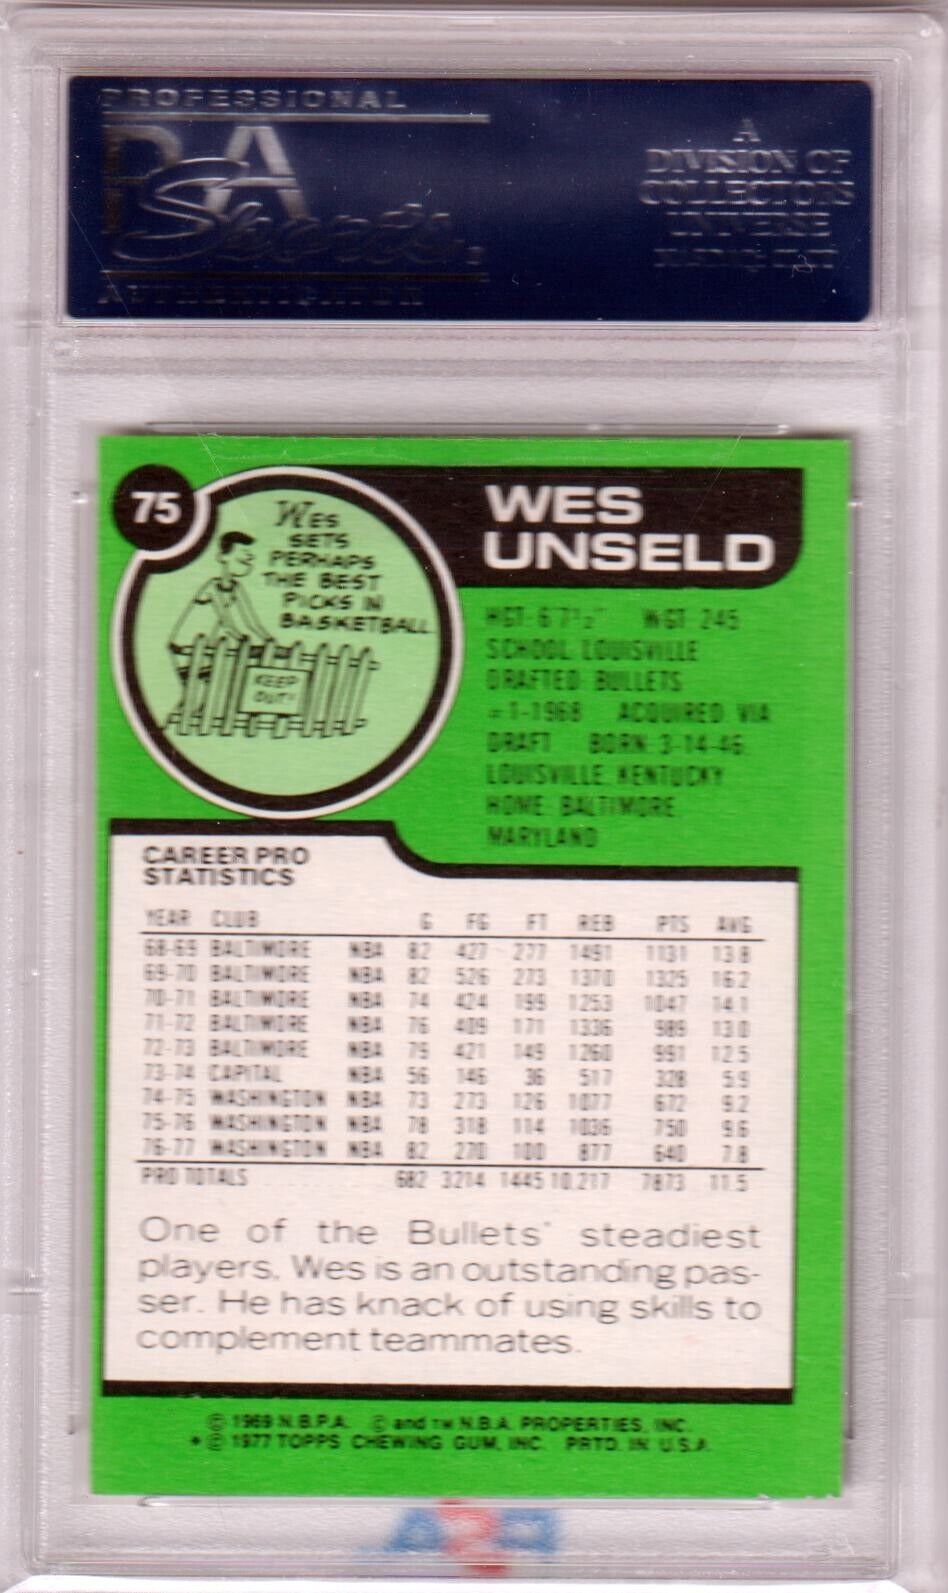 PROFESSIONAL
PSA
Sports
AUTHENTICATOR
A
DIVISION OF
COLLECTORS
UNIVERSE
75
WES
UNSELD
Wes
SETS
PERHAPS
THE BEST
PICKS IN
BASKETBALL
KEEP
OUT!
HGT: 6'7½" WGT: 245
SCHOOL: LOUISVILLE
DRAFTED: BULLETS
#1-1968 ACQUIRED: VIA
DRAFT BORN: 3-14-46,
LOUISVILLE, KENTUCKY
HOME: BALTIMORE,
MARYLAND
CAREER PRO
STATISTICS
YEAR CLUB G FG FT REB PTS AVG
68-69 BALTIMORE NBA 82 427 277 1491 1131 13.8
69-70 BALTIMORE NBA 82 526 273 1370 1325 16.2
70-71 BALTIMORE NBA 74 424 199 1253 1047 14.1
71-72 BALTIMORE NBA 76 409 171 1336 989 13.0
72-73 BALTIMORE NBA 79 421 149 1260 991 12.5
73-74 CAPITAL NBA 56 146 36 517 328 5.9
74-75 WASHINGTON NBA 73 273 126 1077 672 9.2
75-76 WASHINGTON NBA 78 318 114 1036 750 9.6
76-77 WASHINGTON NBA 82 270 100 877 640 7.8
PRO TOTALS 682 3214 1445 10,217 7873 11.5
One of the Bullets' steadiest
players, Wes is an outstanding pas-
ser. He has knack of using skills to
complement teammates.
© 1969 N.B.P.A. © and TM N.B.A. PROPERTIES, INC.
* © 1977 TOPPS CHEWING GUM, INC. PRTD. IN U.S.A.